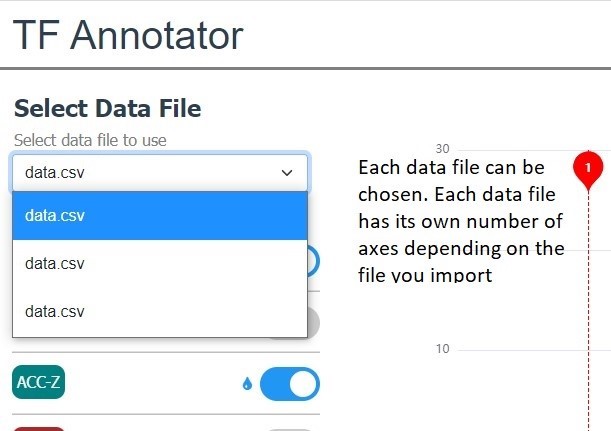 TF Annotator
Select Data File
Select data file to use
data.csv
data.csv
data.csv
data.csv
ACC-Z
30
Each data file can be
chosen. Each data file
has its own number of
axes depending on the
file you import
1
10